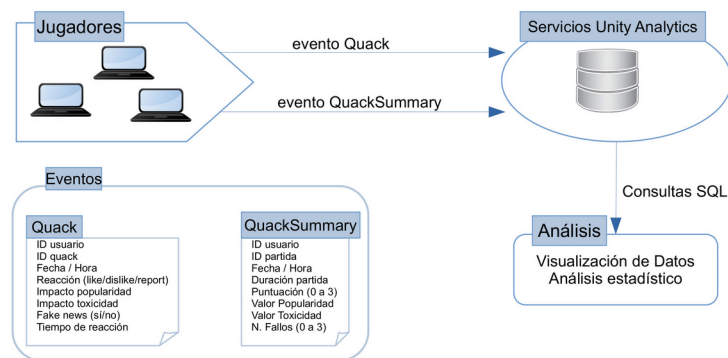 Jugadores
evento Quack
evento QuackSummary
Servicios Unity Analytics
Consultas SQL
Análisis
Visualización de Datos
Análisis estadístico
Eventos
Quack
ID usuario
ID quack
Fecha / Hora
Reacción (like/dislike/report)
Impacto popularidad
Impacto toxicidad
Fake news (sí/no)
Tiempo de reacción
QuackSummary
ID usuario
ID partida
Fecha / Hora
Duración partida
Puntuación (0 a 3)
Valor Popularidad
Valor Toxicidad
N. Fallos (0 a 3)